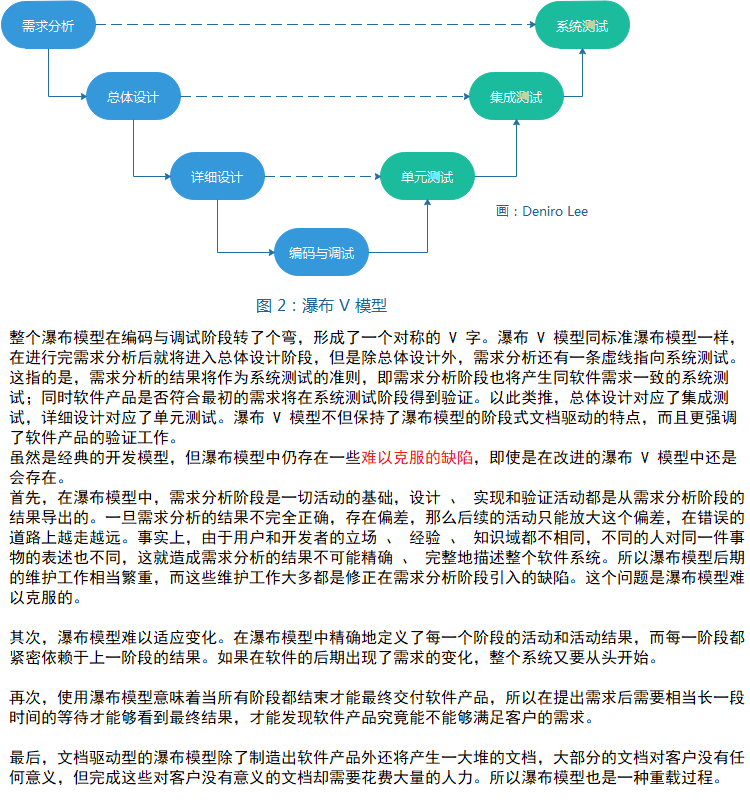 需求分析
系统测试
总体设计
集成测试
详细设计
单元测试
画：Deniro Lee
编码与调试
图 2：瀑布 V 模型
整个瀑布模型在编码与调试阶段转了个弯，形成了一个对称的 V 字。瀑布 V 模型同标准瀑布模型一样，
在进行完需求分析后就将进入总体设计阶段，但是除总体设计外，需求分析还有一条虚线指向系统测试。
这指的是，需求分析的结果将作为系统测试的准则，即需求分析阶段也将产生同软件需求一致的系统测
试；同时软件产品是否符合最初的需求将在系统测试阶段得到验证。以此类推，总体设计对应了集成测
试，详细设计对应了单元测试。瀑布 V 模型不但保持了瀑布模型的阶段式文档驱动的特点，而且更强调
了软件产品的验证工作。
虽然是经典的开发模型，但瀑布模型中仍存在一些难以克服的缺陷，即使是在改进的瀑布 V 模型中还是
会存在。
首先，在瀑布模型中，需求分析阶段是一切活动的基础，设计 、 实现和验证活动都是从需求分析阶段的
结果导出的。一旦需求分析的结果不完全正确，存在偏差，那么后续的活动只能放大这个偏差，在错误的
道路上越走越远。事实上，由于用户和开发者的立场 、 经验 、 知识域都不相同，不同的人对同一件事
物的表述也不同，这就造成需求分析的结果不可能精确 、 完整地描述整个软件系统。所以瀑布模型后期
的维护工作相当繁重，而这些维护工作大多都是修正在需求分析阶段引入的缺陷。这个问题是瀑布模型难
以克服的。
其次，瀑布模型难以适应变化。在瀑布模型中精确地定义了每一个阶段的活动和活动结果，而每一阶段都
紧密依赖于上一阶段的结果。如果在软件的后期出现了需求的变化，整个系统又要从头开始。
再次，使用瀑布模型意味着当所有阶段都结束才能最终交付软件产品，所以在提出需求后需要相当长一段
时间的等待才能够看到最终结果，才能发现软件产品究竟能不能够满足客户的需求。
最后，文档驱动型的瀑布模型除了制造出软件产品外还将产生一大堆的文档，大部分的文档对客户没有任
何意义，但完成这些对客户没有意义的文档却需要花费大量的人力。所以瀑布模型也是一种重载过程。